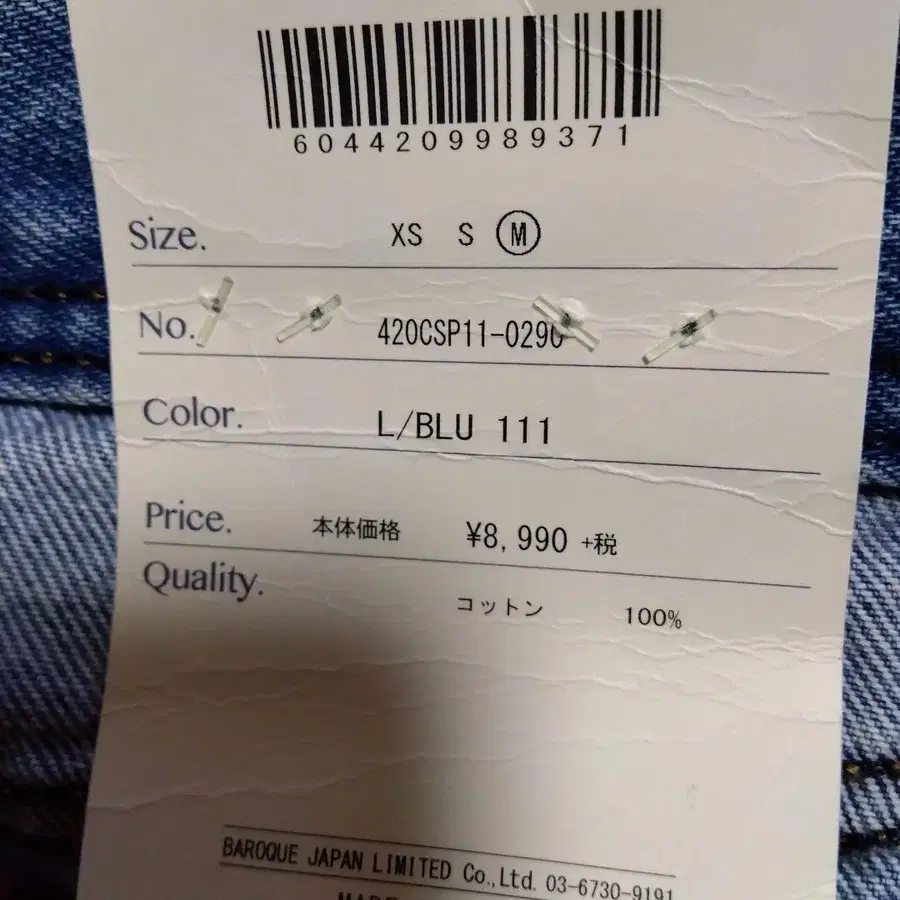 6044209989371
Size. XS S M
No. 420CSP11-0290
Color. L/BLU 111
Price. 本体価格 ¥8,990 +税
Quality.
コットン 100%
BAROQUE JAPAN LIMITED Co.,Ltd. 03-6730-9191